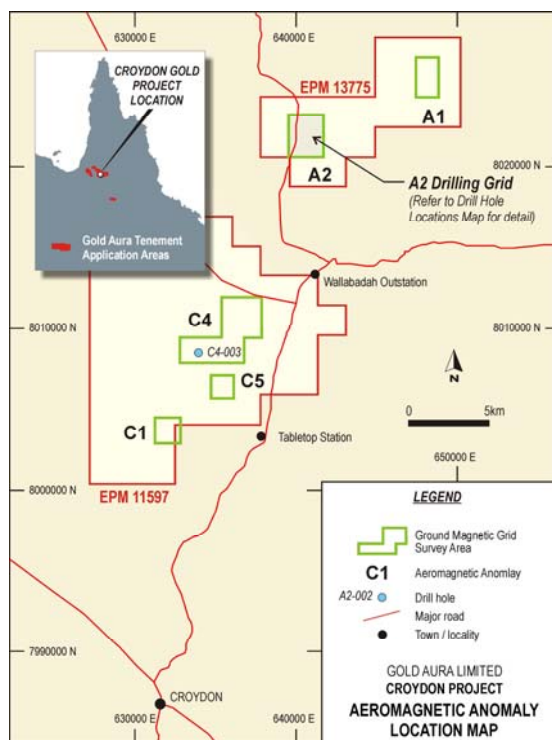 630000 E
640000 E
CROYDON GOLD
PROJECT
LOCATION
Gold Aura Tenement
Application Areas
EPM 13775
A1
A2
8020000 N
A2 Drilling Grid
(Refer to Drill Hole
Locations Map for detail)
Wallabadah Outstation
8010000 N
8010000 N
C4
C4-003
C5
C1
N
0
5km
Tabletop Station
650000 E
8000000 N
EPM 11597
7990000 N
CROYDON
630000 E
640000 E
LEGEND
Ground Magnetic Grid
Survey Area
C1
Aeromagnetic Anomlay
A2-002
Drill hole
Major road
Town / locality
GOLD AURA LIMITED
CROYDON PROJECT
AEROMAGNETIC ANOMALY
LOCATION MAP